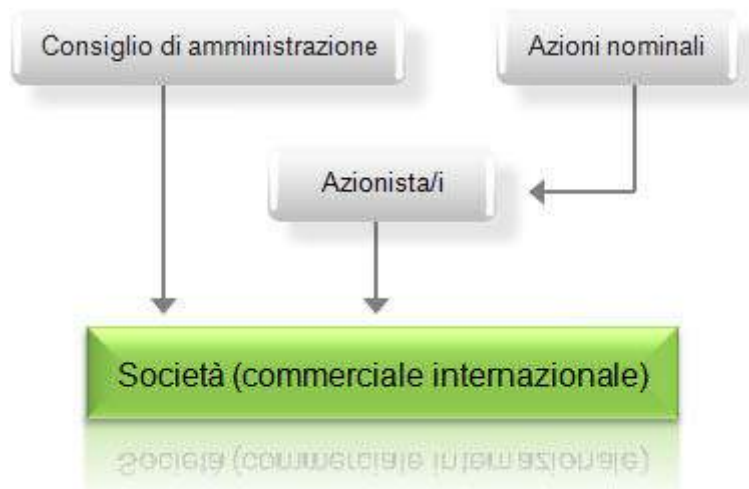 Consiglio di amministrazione
Azioni nominali
Azionista/i
Società (commerciale internazionale)